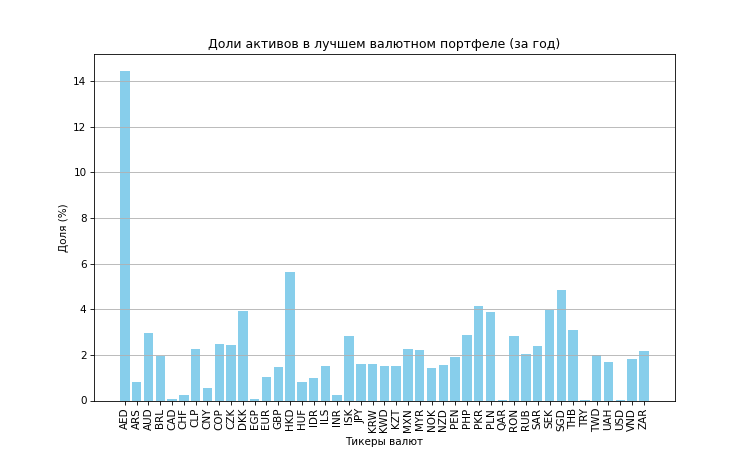 Доли активов в лучшем валютном портфеле (за год)
Доля (%)
14
12
10
8
6
4
2
0
AED ARS AUD BRL CAD CHF CLP CNY COP CZK DKK EGP EUR GBP HKD HUF IDR ILS INR ISK JPY KRW KWD KZT MXN MYR NOK NZD PEN PHP PKR PLN QAR RON RUB SAR SEK SGD THB TRY TWD UAH USD VND ZAR
Тикеры валют